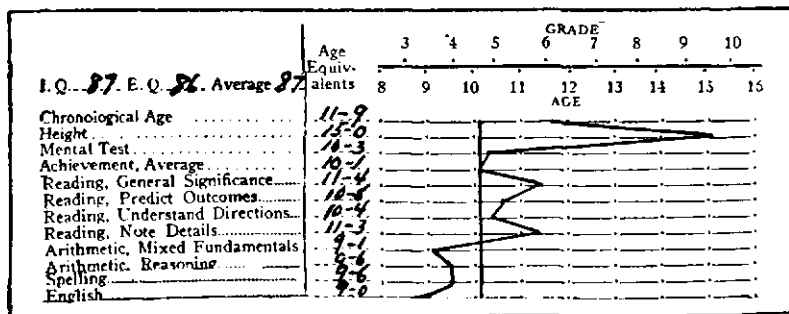 GRADE
3 4 5 6 7 8 9 10
Age
Equiv-
I. Q. 87. E. Q. 86. Average 87 alents 8 9 10 11 12 13 14 15 16
AGE
Chronological Age 11-9
Height 15-0
Mental Test 10-3
Achievement, Average 10-1
Reading, General Significance 11-4
Reading, Predict Outcomes 10-8
Reading, Understand Directions 10-4
Reading, Note Details 11-3
Arithmetic, Mixed Fundamentals 9-1
Arithmetic, Reasoning 9-6
Spelling 9-6
English 9-0